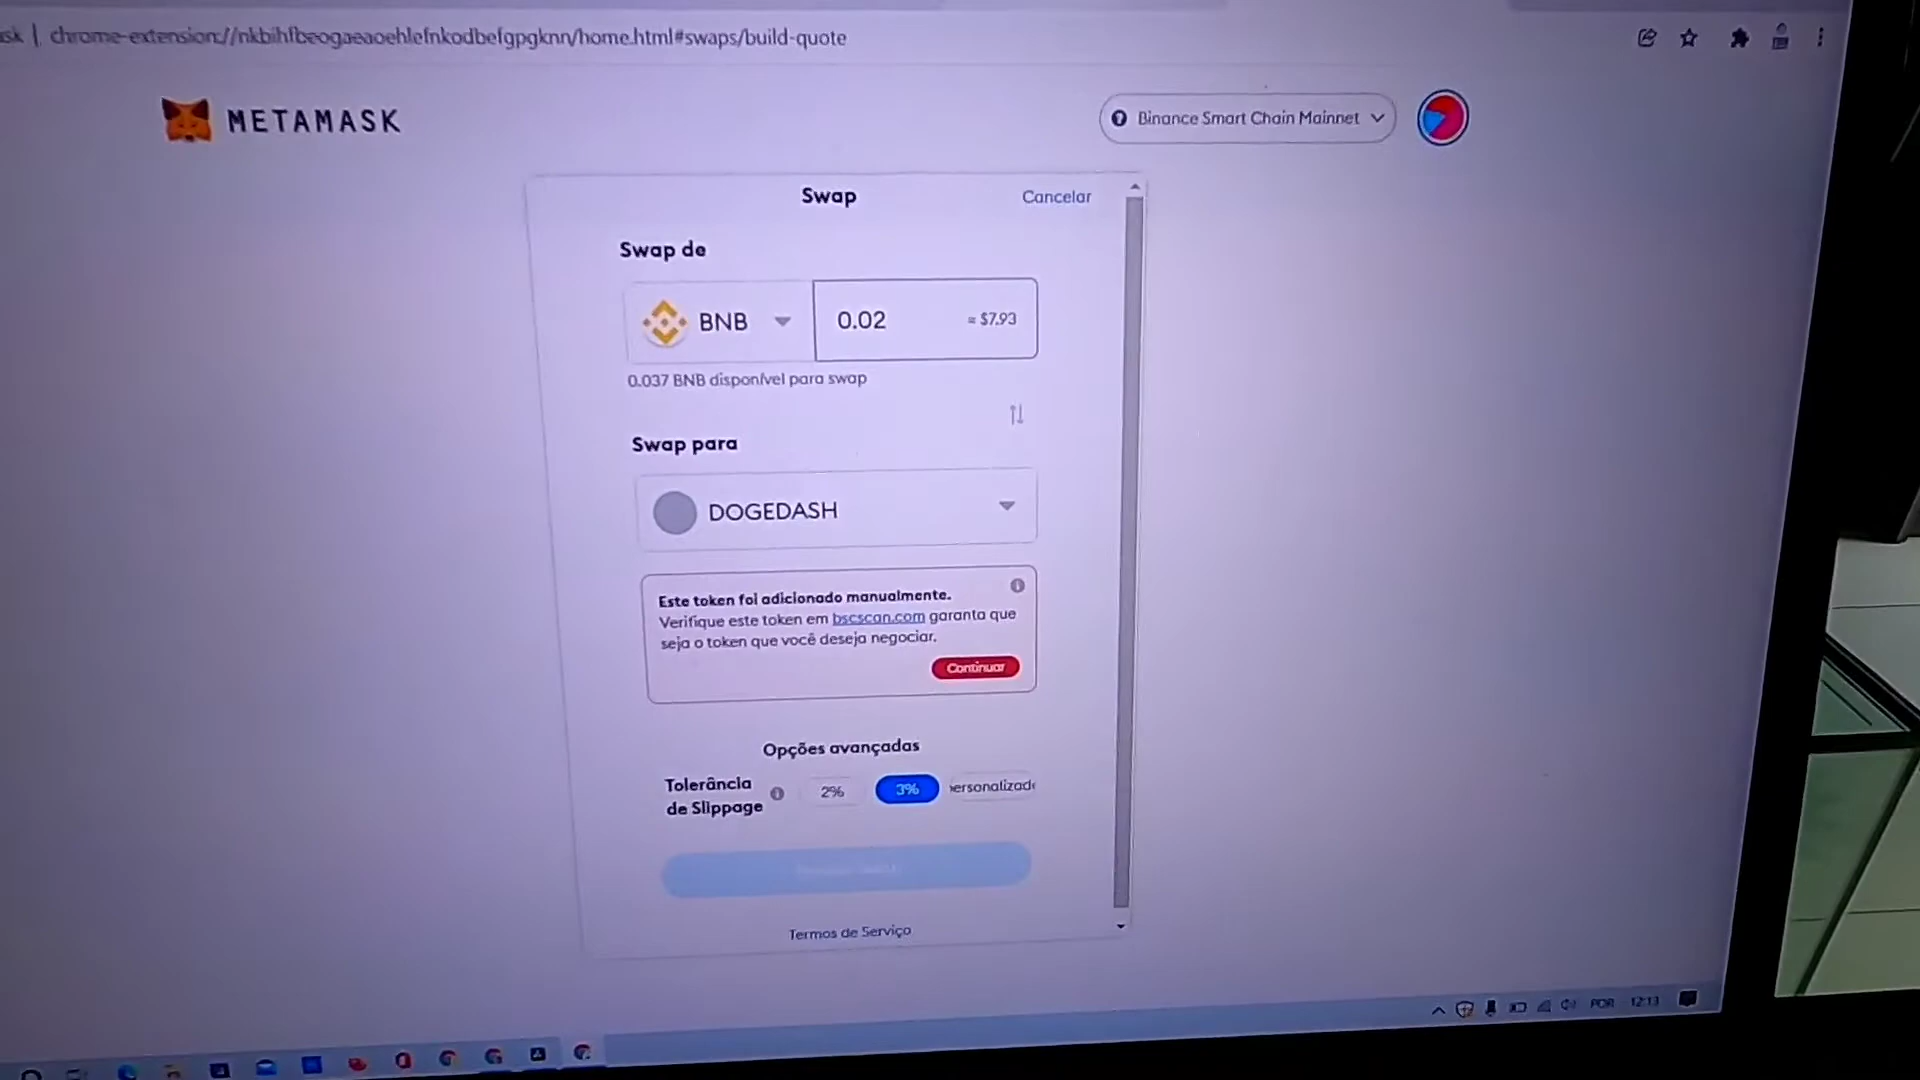 ask | chrome-extension://nkbihfbeogaeaoehlefnkodbefgpgknn/home.html#swaps/build-quote
METAMASK
Binance Smart Chain Mainnet
Swap
Cancelar
Swap de
BNB
0.02
≈ $7.93
0.037 BNB disponível para swap
Swap para
DOGEDASH
Este token foi adicionado manualmente.
Verifique este token em bscscan.com garanta que
seja o token que você deseja negociar.
Continuar
Opções avançadas
Tolerância
de Slippage
2%
3%
ersonalizad
Termos de Serviço
POR
12:13